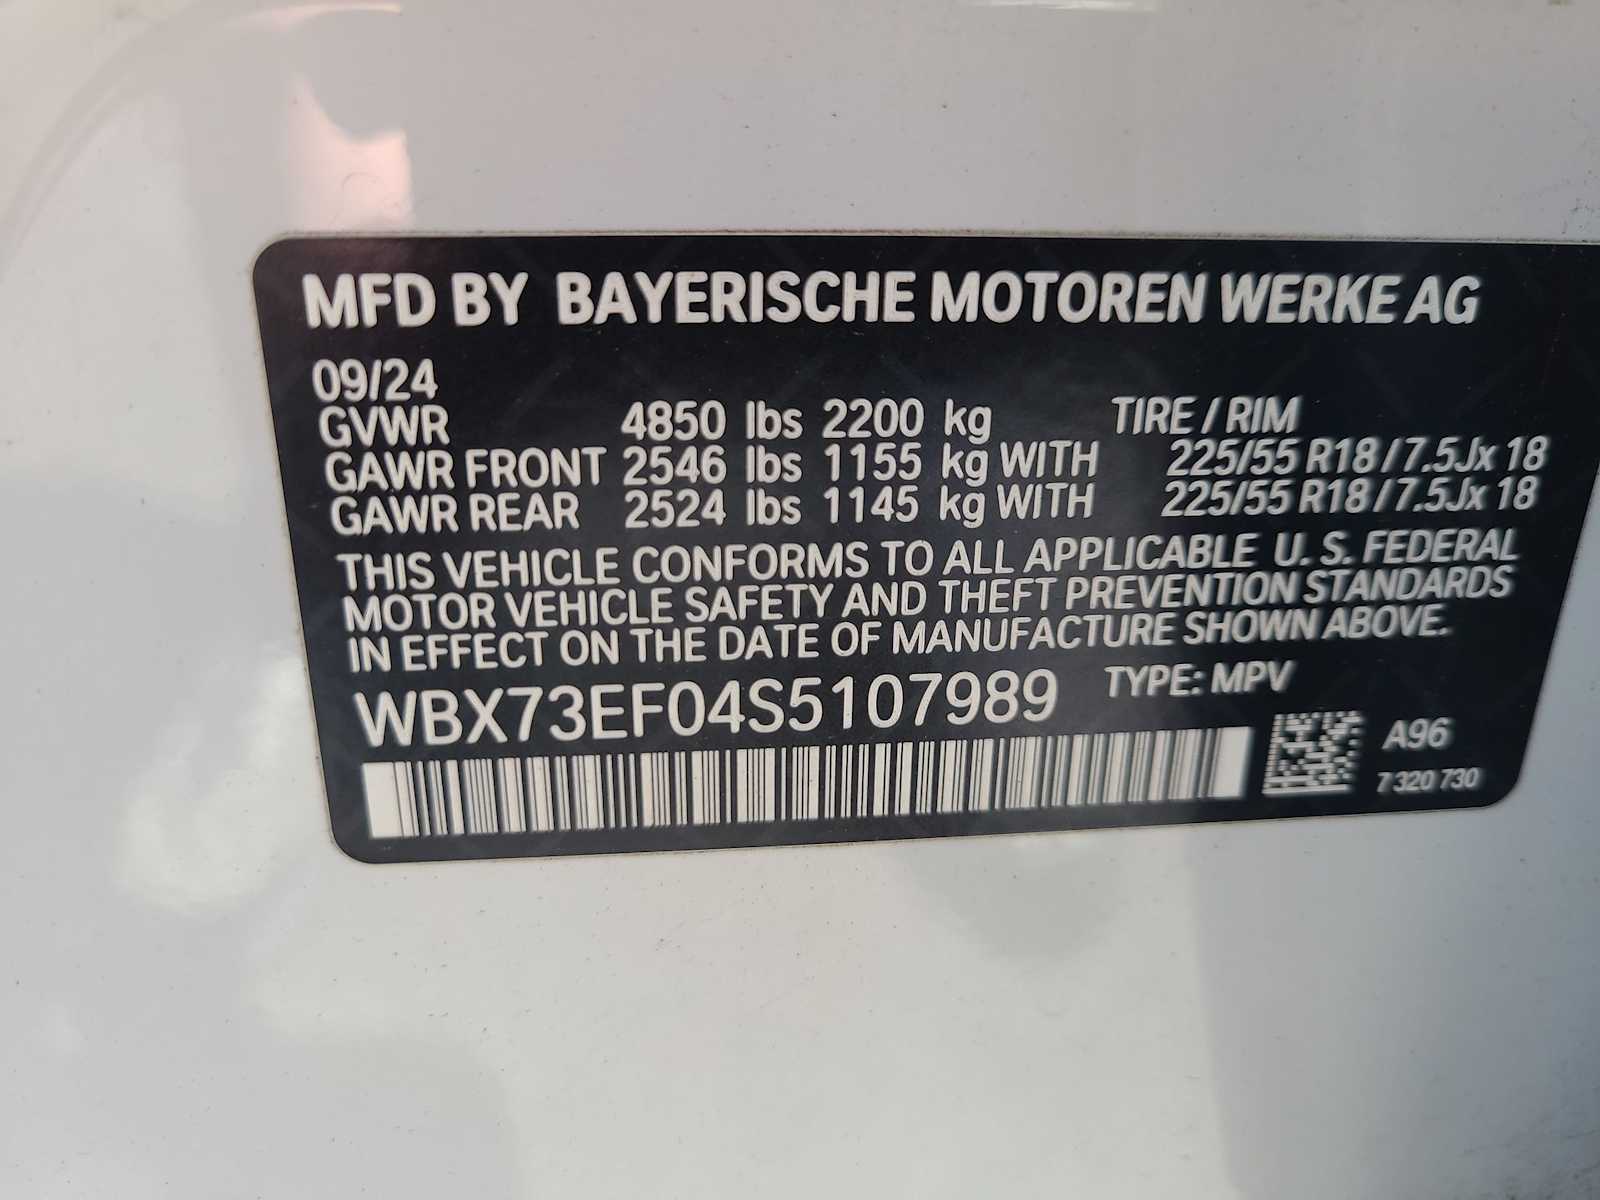 MFD BY BAYERISCHE MOTOREN WERKE AG
09/24
GVWR 4850 lbs 2200 kg TIRE / RIM
GAWR FRONT 2546 lbs 1155 kg WITH 225/55 R18 / 7.5Jx 18
GAWR REAR 2524 lbs 1145 kg WITH 225/55 R18 / 7.5Jx 18
THIS VEHICLE CONFORMS TO ALL APPLICABLE U. S. FEDERAL
MOTOR VEHICLE SAFETY AND THEFT PREVENTION STANDARDS
IN EFFECT ON THE DATE OF MANUFACTURE SHOWN ABOVE.
WBX73EF04S5107989 TYPE: MPV
A96
7 320 730